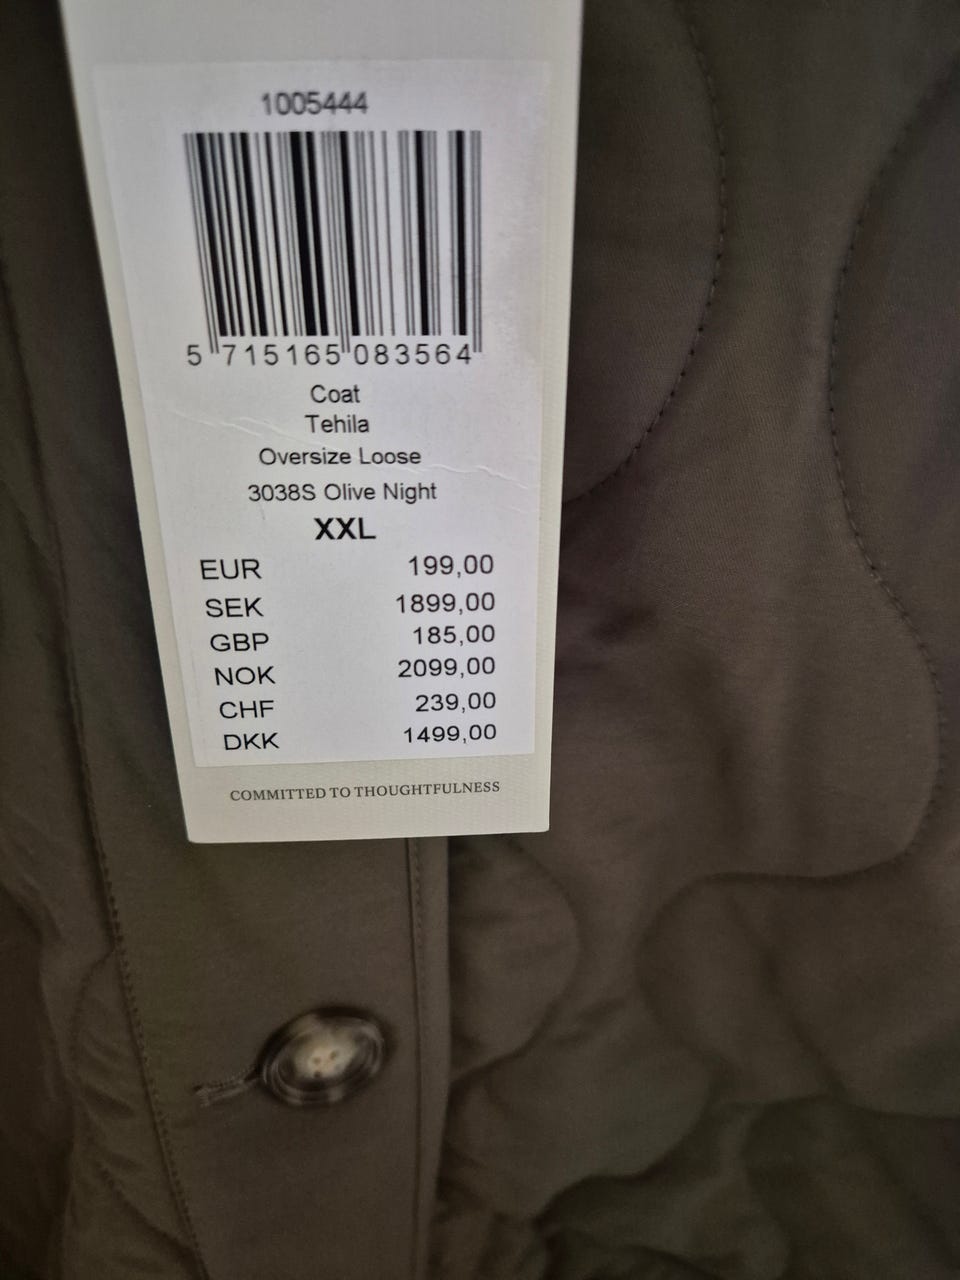 1005444
5 715165 083564
Coat
Tehila
Oversize Loose
3038S Olive Night
XXL
EUR 199,00
SEK 1899,00
GBP 185,00
NOK 2099,00
CHF 239,00
DKK 1499,00
COMMITTED TO THOUGHTFULNESS